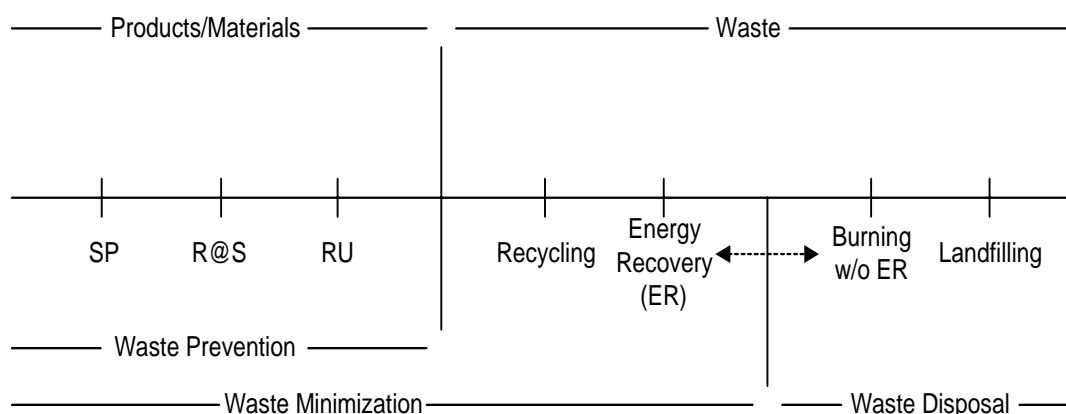 Products/Materials
Waste
SP
R@S
RU
Recycling
Energy
Recovery
(ER)
Burning
w/o ER
Landfilling
Waste Prevention
Waste Minimization
Waste Disposal